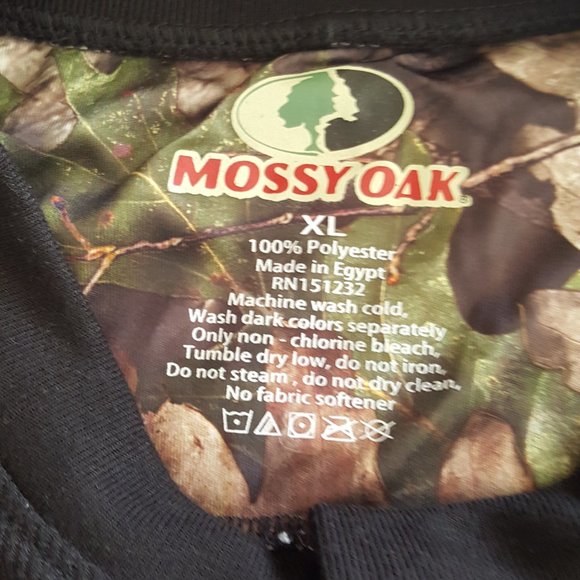 MOSSY OAK
XL
100% Polyester
Made in Egypt
RN151232
Machine wash cold,
Wash dark colors separately
Only non - chlorine bleach,
Tumble dry low, do not iron,
Do not steam , do not dry clean,
No fabric softener